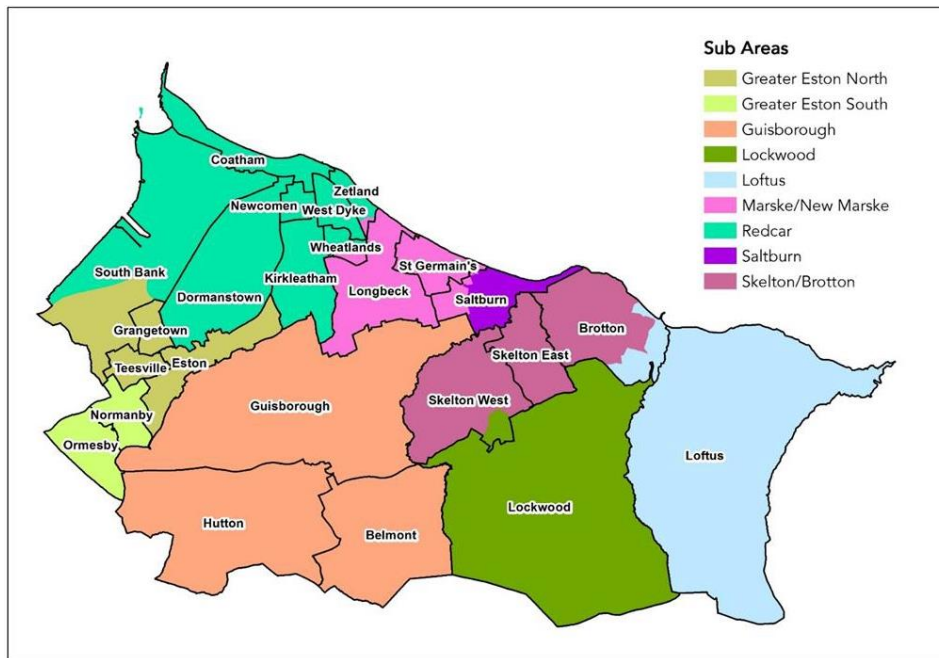 Sub Areas
Greater Eston North
Greater Eston South
Guisborough
Lockwood
Loftus
Marske/New Marske
Redcar
Saltburn
Skelton/Brotton
Coatham
Zetland
Newcomen
West Dyke
Wheatlands
St Germain's
South Bank
Kirkleatham
Longbeck
Dormanstown
Saltburn
Grangetown
Brotton
Skelton East
Teesville
Eston
Skelton West
Guisborough
Normanby
Ormesby
Loftus
Lockwood
Hutton
Belmont